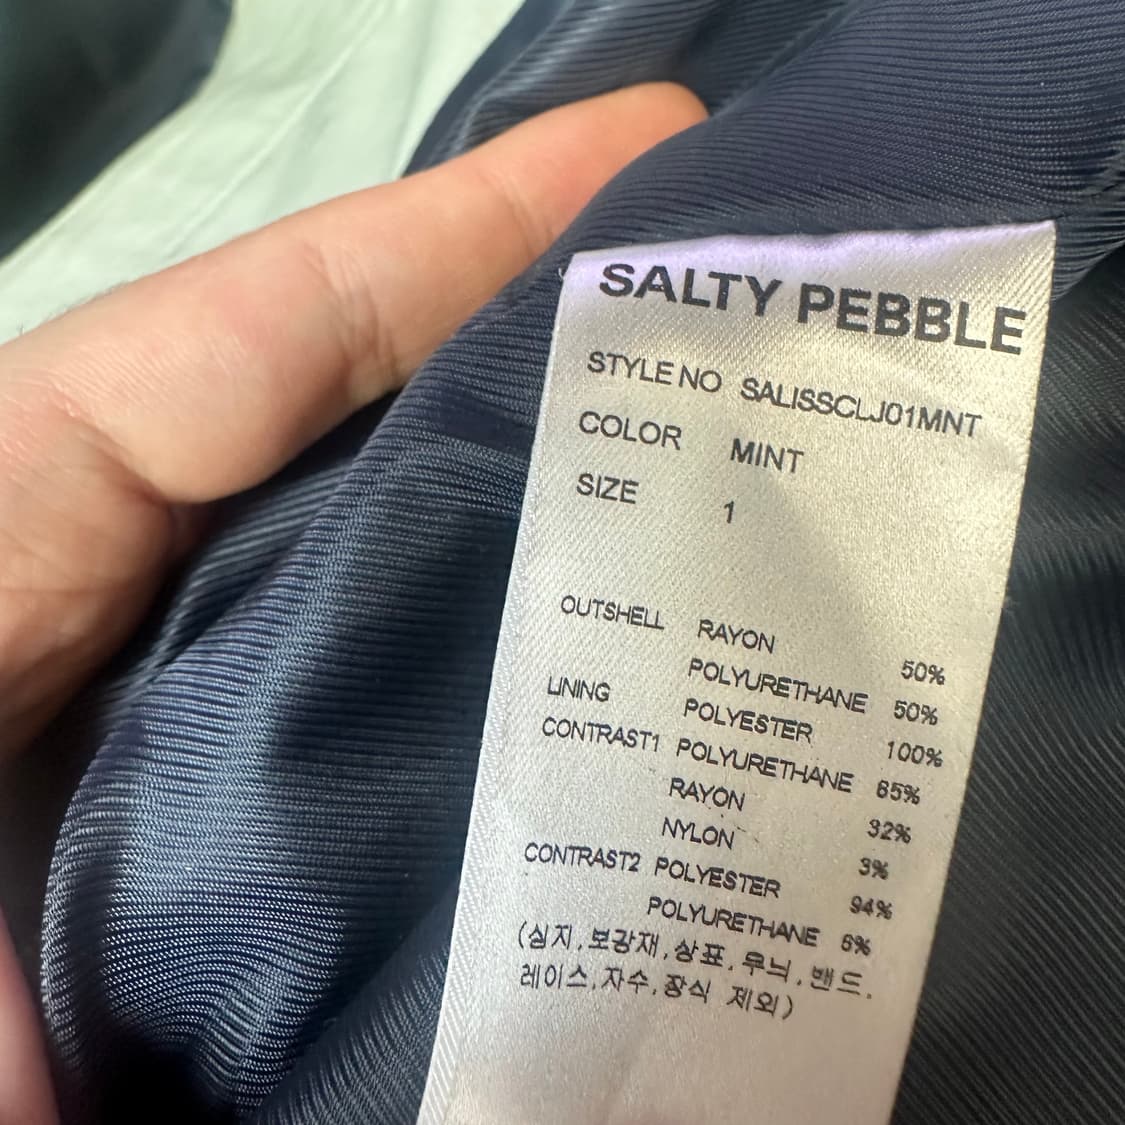 SALTY PEBBLE
STYLE NO SALISSCLJ01MNT
COLOR MINT
SIZE 1
OUTSHELL RAYON 50%
POLYURETHANE 50%
LINING POLYESTER 100%
CONTRAST1 POLYURETHANE 65%
RAYON 32%
NYLON 3%
CONTRAST2 POLYESTER 94%
POLYURETHANE 6%
(심지,보강재,상표,무늬,밴드,
레이스,자수,장식 제외)